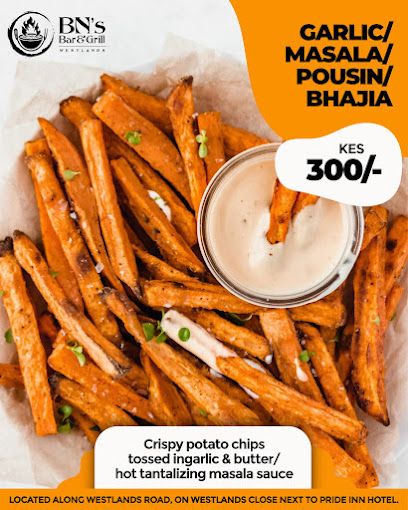 BN's
Bar&Grill
WESTLANDS
GARLIC/
MASALA/
POUSIN/
BHAJIA
KES
300/-
Crispy potato chips
tossed ingarlic & butter/
hot tantalizing masala sauce
LOCATED ALONG WESTLANDS ROAD, ON WESTLANDS CLOSE NEXT TO PRIDE INN HOTEL.